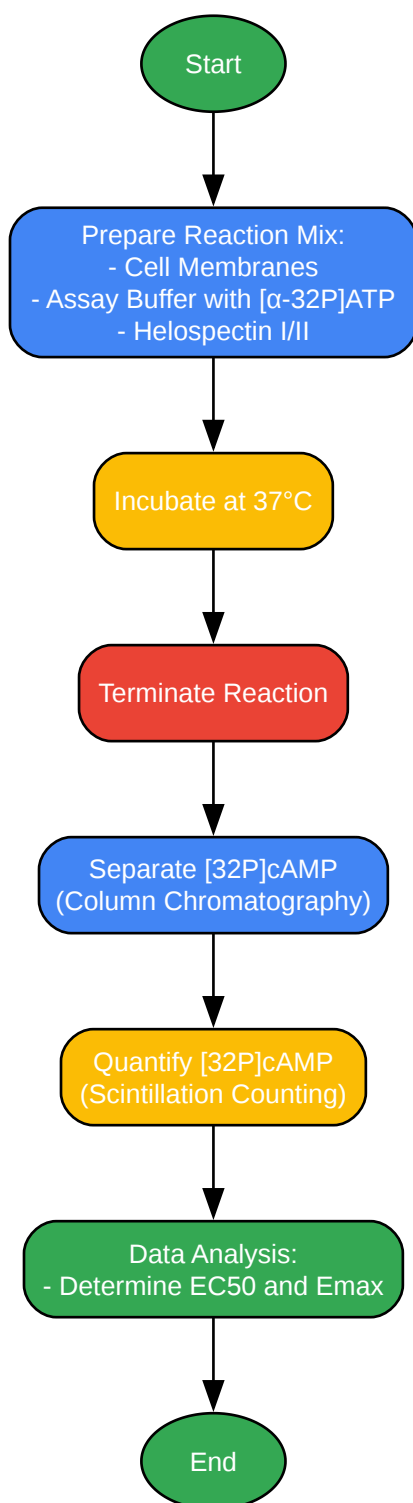 Start
Prepare Reaction Mix:
- Cell Membranes
- Assay Buffer with [α-32P]ATP
- Helospectin I/II
Incubate at 37°C
Terminate Reaction
Separate [32P]cAMP
(Column Chromatography)
Quantify [32P]cAMP
(Scintillation Counting)
Data Analysis:
- Determine EC50 and Emax
End